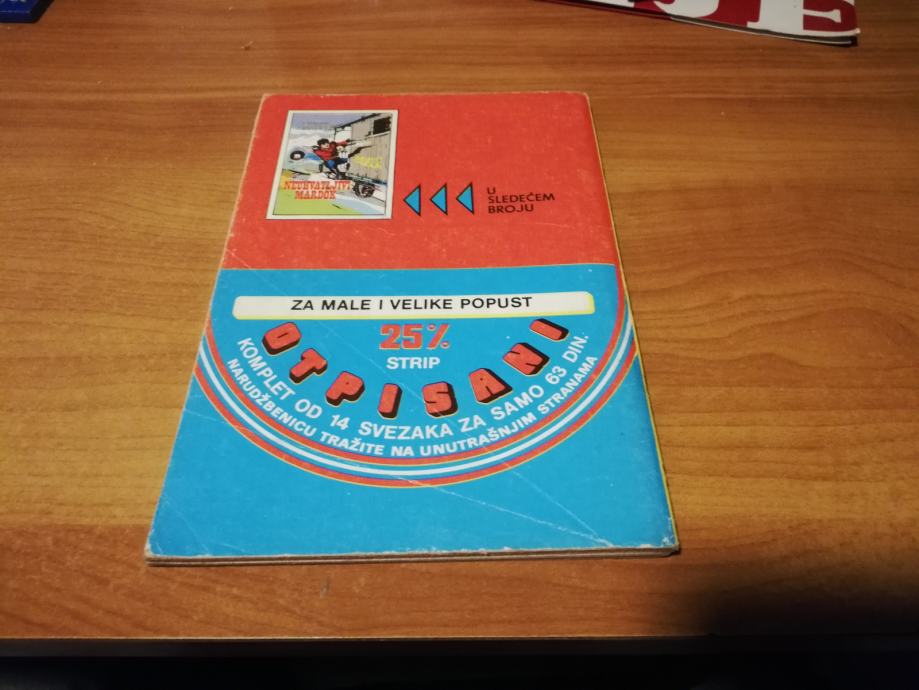 NEUHVATLJIVI
MARDOK
U
SLEDEĆEM
BROJU
ZA MALE I VELIKE POPUST
25%
STRIP
OTPISANI
KOMPLET OD 14 SVEZAKA ZA SAMO 63 DIN.
NARUDŽBENICU TRAŽITE NA UNUTRAŠNJIM STRANAMA